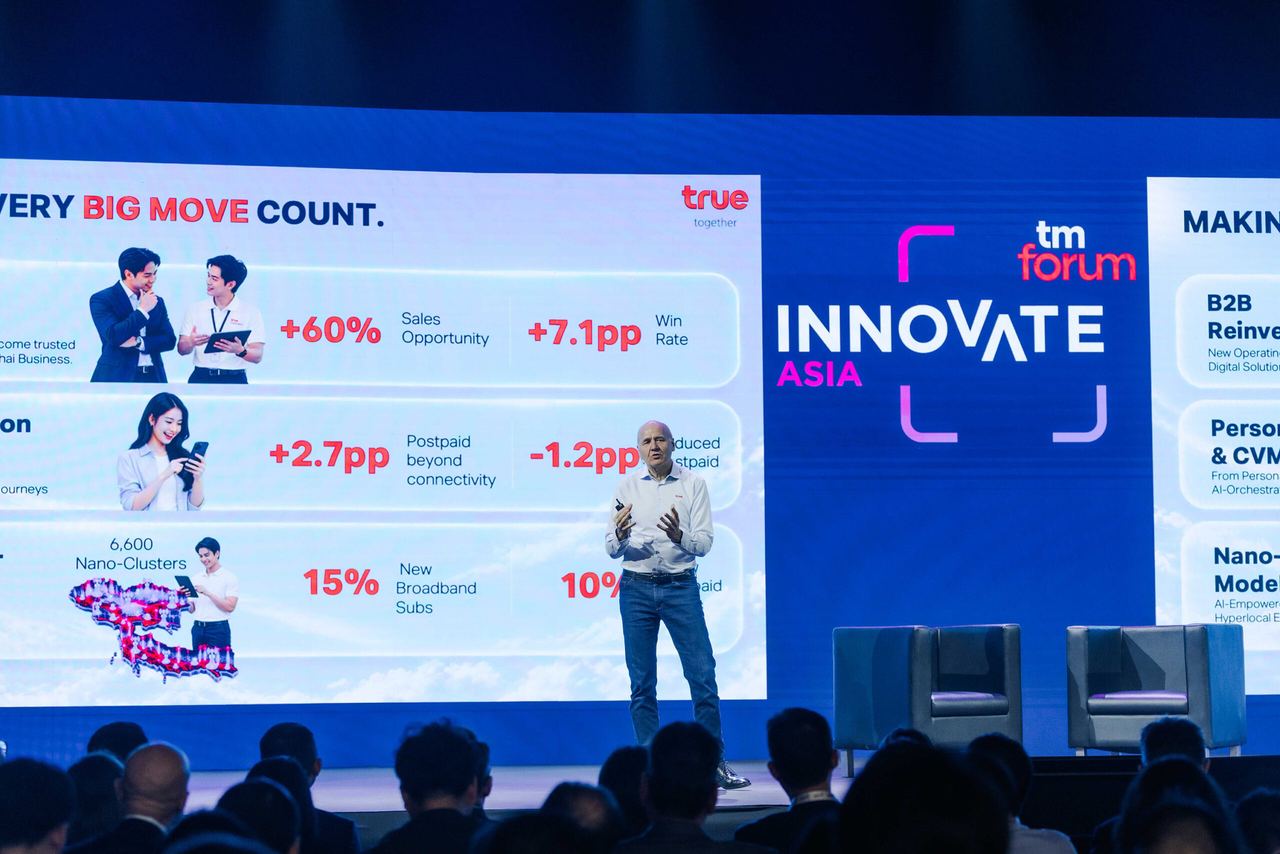 VERY BIG MOVE COUNT.
true
together
come trusted
hai Business.
+60%
Sales
Opportunity
+7.1pp
Win
Rate
on
ourneys
+2.7pp
Postpaid
beyond
connectivity
-1.2pp
duced
stpaid
6,600
Nano-Clusters
15%
New
Broadband
Subs
10%
paid
tm
forum
INNOVATE
ASIA
MAKIN
B2B
Reinve
New Operatin
Digital Solution
Person
& CVM
From Person
AI-Orchestra
Nano-
Model
AI-Empower
Hyperlocal E